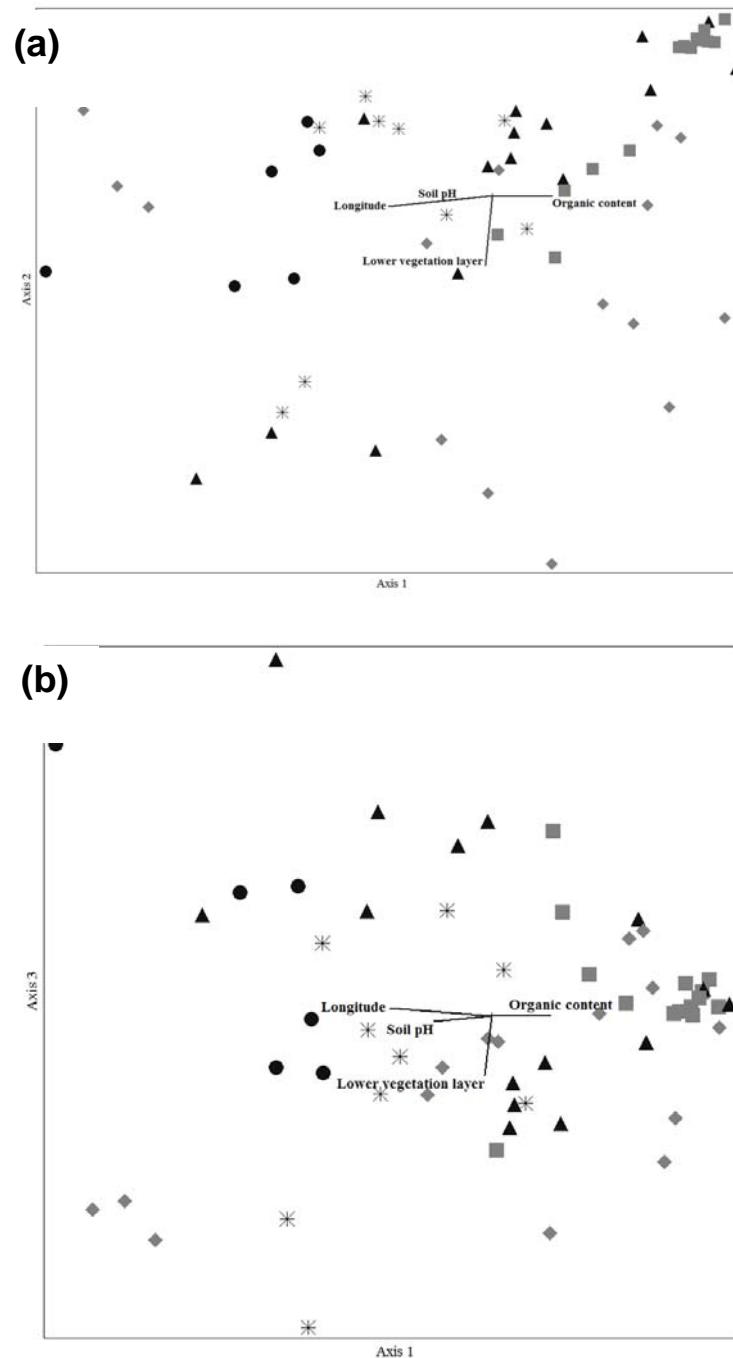 (a)
Soil pH
Longitude
Organic content
Lower vegetation layer
Axis 2
Axis 1
(b)
Longitude
Organic content
Soil pH
Lower vegetation layer
Axis 3
Axis 1